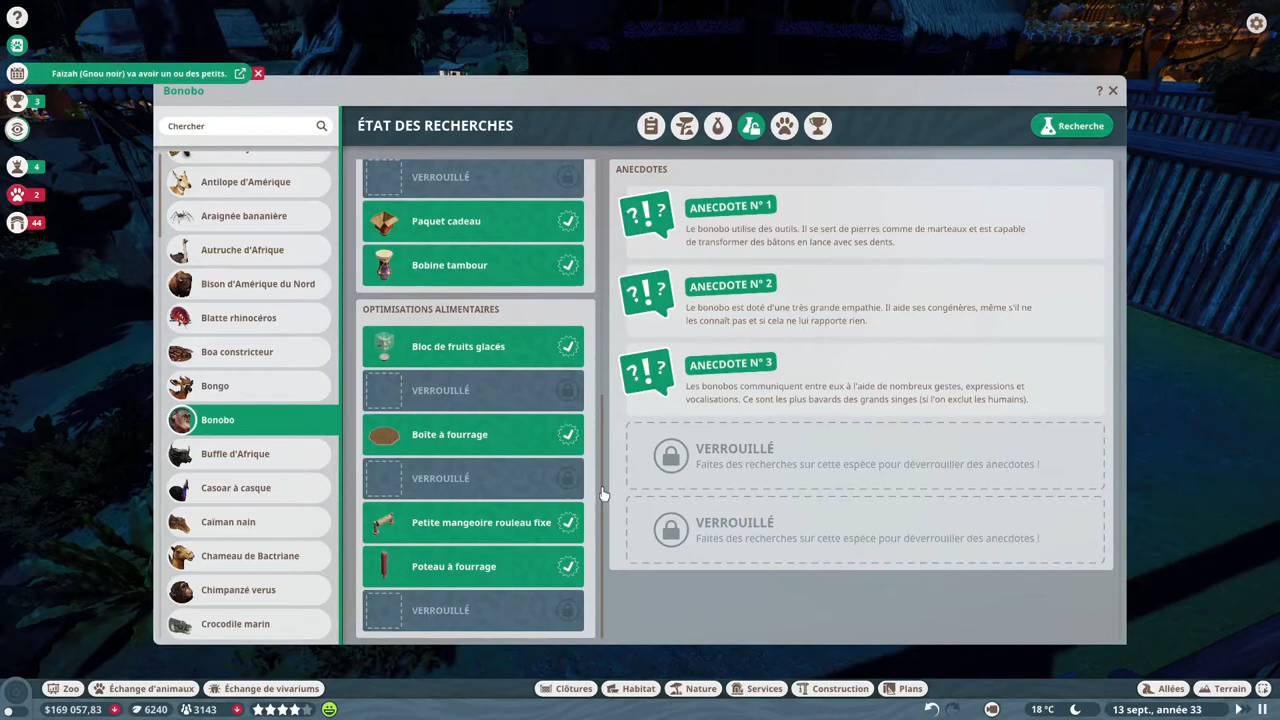 ?
Faizah (Gnou noir) va avoir un ou des petits.
3
4
2
44
Bonobo
?
Chercher
ÉTAT DES RECHERCHES
Recherche
Antilope d'Amérique
Araignée bananière
Autruche d'Afrique
Bison d'Amérique du Nord
Blatte rhinocéros
Boa constricteur
Bongo
Bonobo
Buffle d'Afrique
Casoar à casque
Caïman nain
Chameau de Bactriane
Chimpanzé verus
Crocodile marin
VERROUILLÉ
Paquet cadeau
Bobine tambour
OPTIMISATIONS ALIMENTAIRES
Bloc de fruits glacés
VERROUILLÉ
Boîte à fourrage
VERROUILLÉ
Petite mangeoire rouleau fixe
Poteau à fourrage
VERROUILLÉ
ANECDOTES
?!?
ANECDOTE N° 1
Le bonobo utilise des outils. Il se sert de pierres comme de marteaux et est capable
de transformer des bâtons en lance avec ses dents.
?!?
ANECDOTE N° 2
Le bonobo est doté d'une très grande empathie. Il aide ses congénères, même s'il ne
les connaît pas et si cela ne lui rapporte rien.
?!?
ANECDOTE N° 3
Les bonobos communiquent entre eux à l'aide de nombreux gestes, expressions et
vocalisations. Ce sont les plus bavards des grands singes (si l'on exclut les humains).
VERROUILLÉ
Faites des recherches sur cette espèce pour déverrouiller des anecdotes !
VERROUILLÉ
Faites des recherches sur cette espèce pour déverrouiller des anecdotes !
Zoo
Échange d'animaux
Échange de vivariums
Clôtures
Habitat
Nature
Services
Construction
Plans
Allées
Terrain
$169 057,83
6240
3143
18 °C
13 sept., année 33